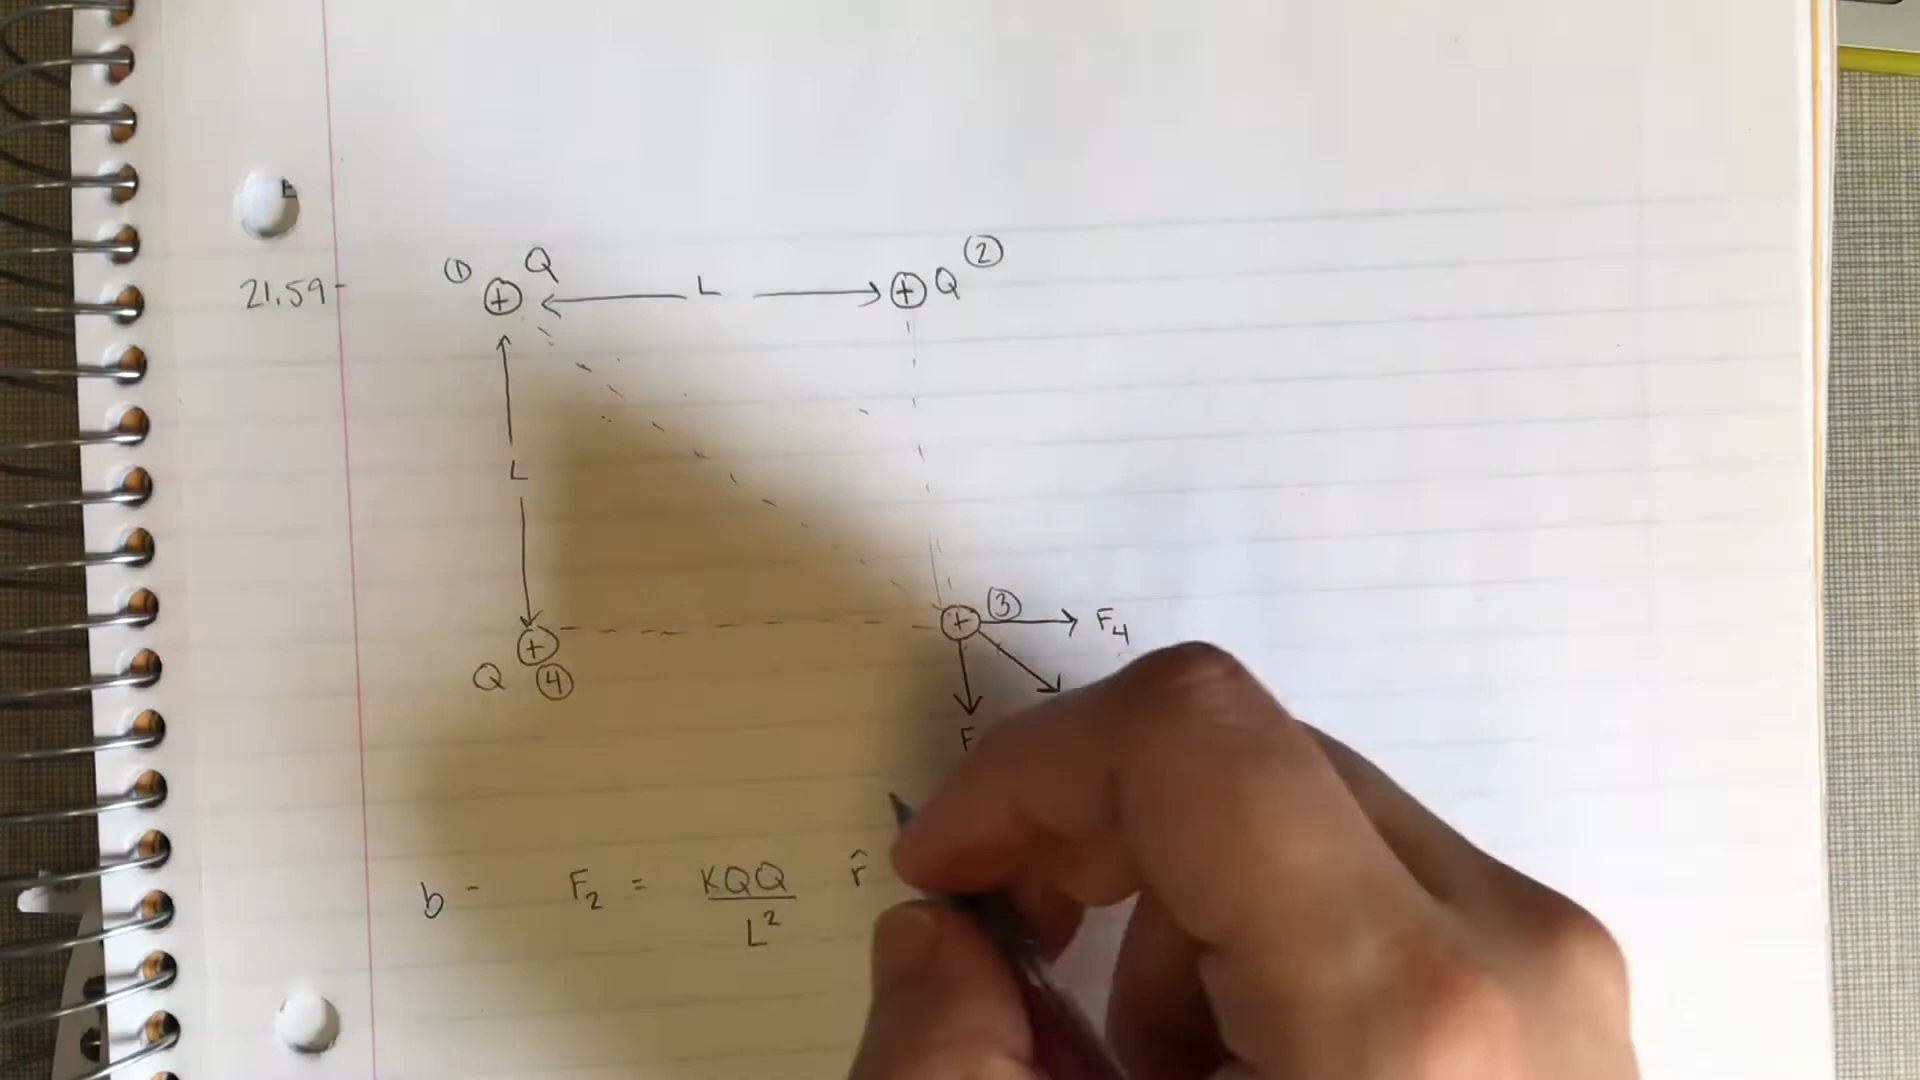 ① Q L Q ②
21.59-
L
③ F₄
Q ④
F
b - F₂ = KQQ / L² r̂